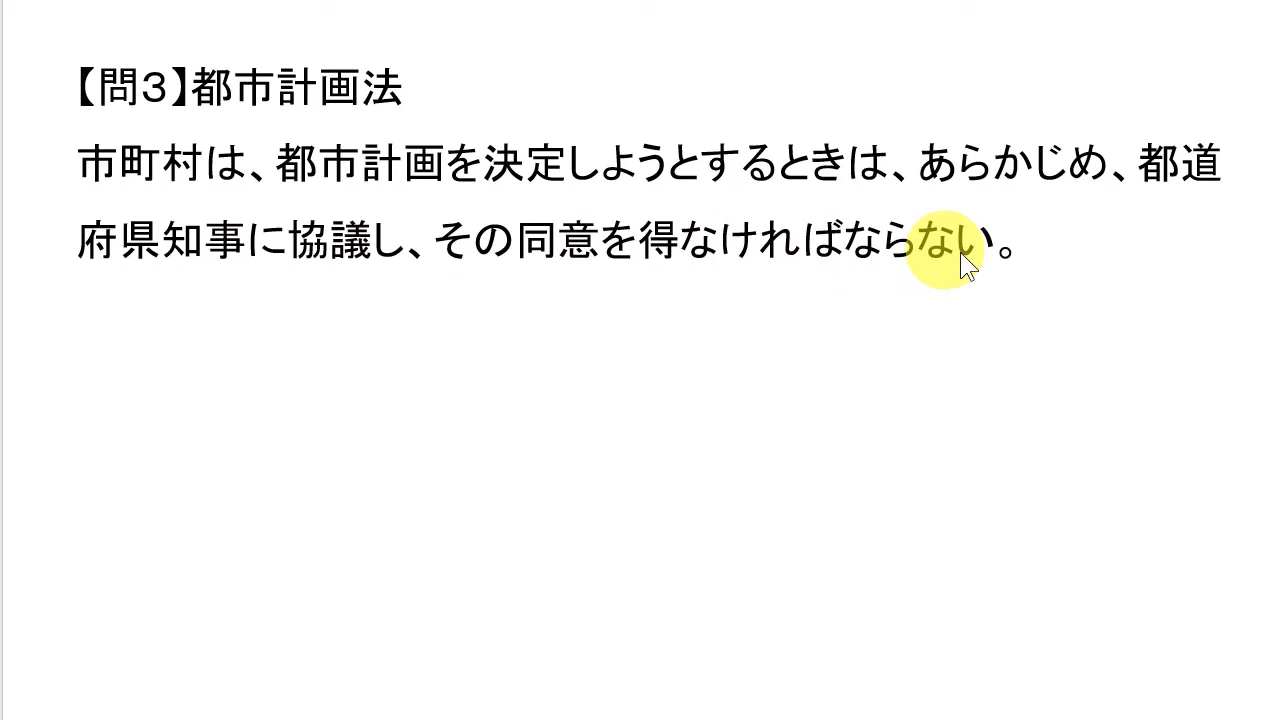 【問３】都市計画法
市町村は、都市計画を決定しようとするときは、あらかじめ、都道
府県知事に協議し、その同意を得なければならない。